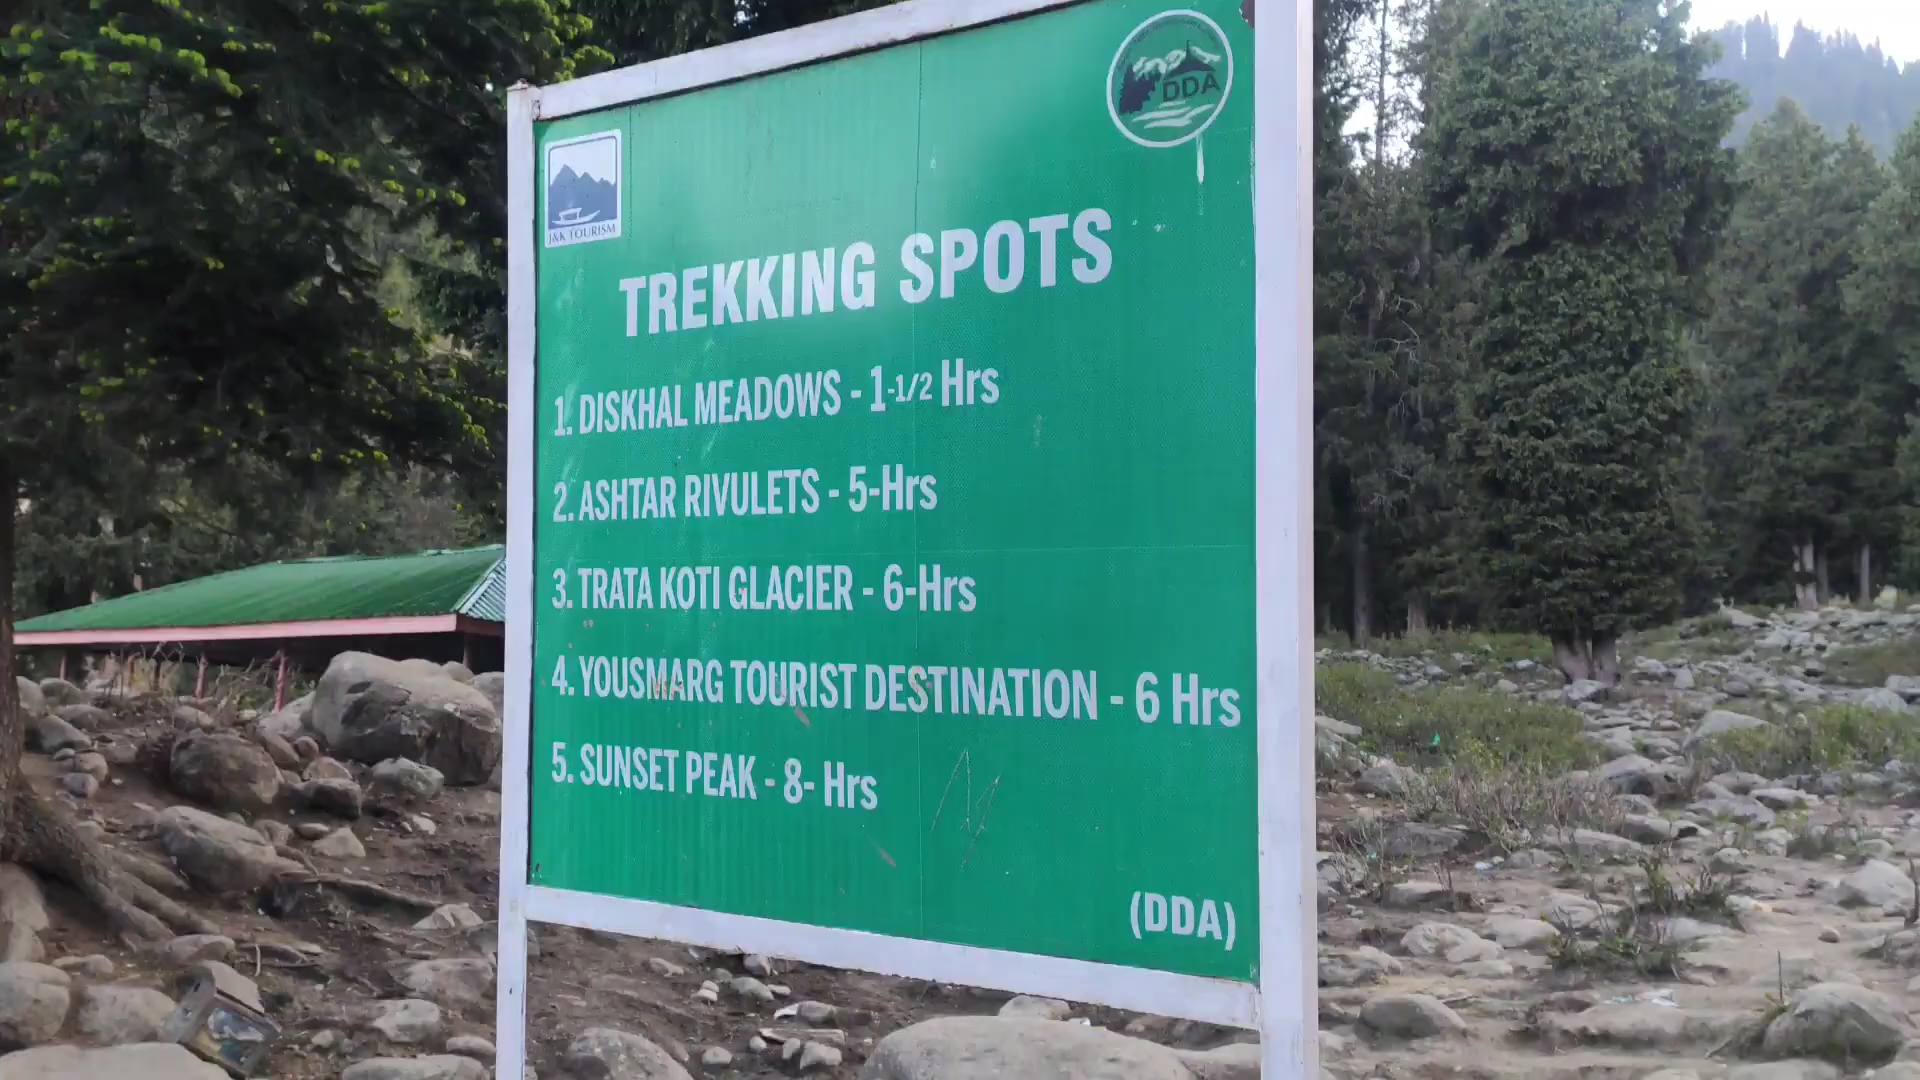 J&K TOURISM
DDA
TREKKING SPOTS
1. DISKHAL MEADOWS - 1-1/2 Hrs
2. ASHTAR RIVULETS - 5-Hrs
3. TRATA KOTI GLACIER - 6-Hrs
4. YOUSMARG TOURIST DESTINATION - 6 Hrs
5. SUNSET PEAK - 8- Hrs
(DDA)